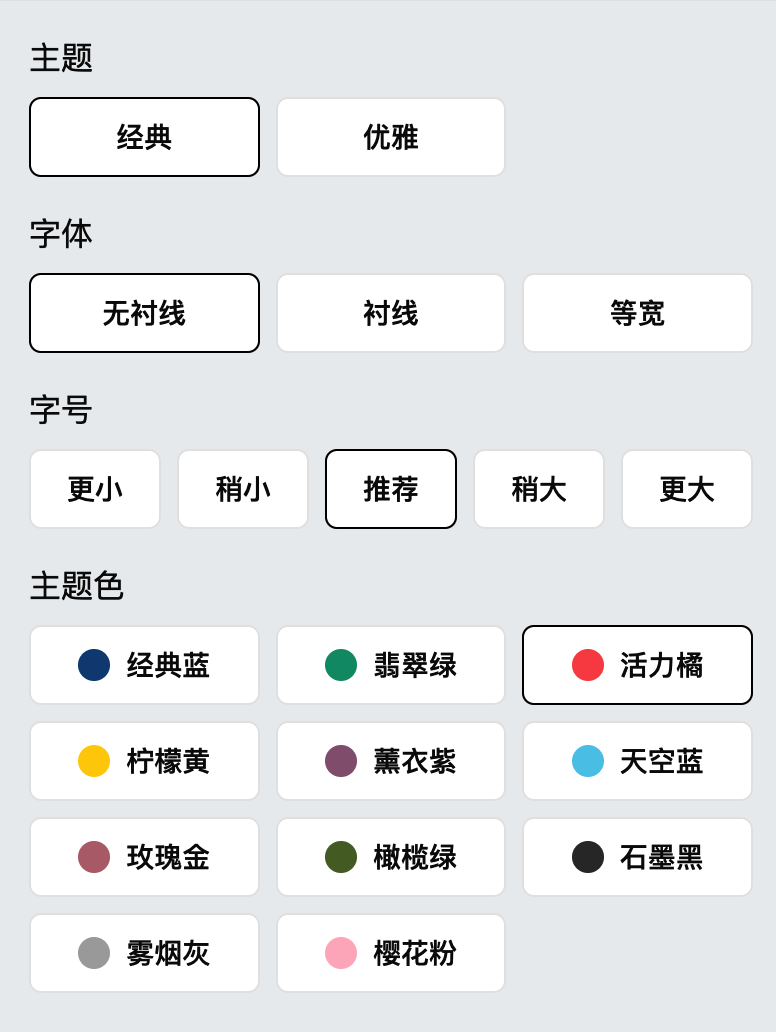 主题
经典 优雅
字体
无衬线 衬线 等宽
字号
更小 稍小 推荐 稍大 更大
主题色
经典蓝 翡翠绿 活力橘
柠檬黄 薰衣紫 天空蓝
玫瑰金 橄榄绿 石墨黑
雾烟灰 樱花粉